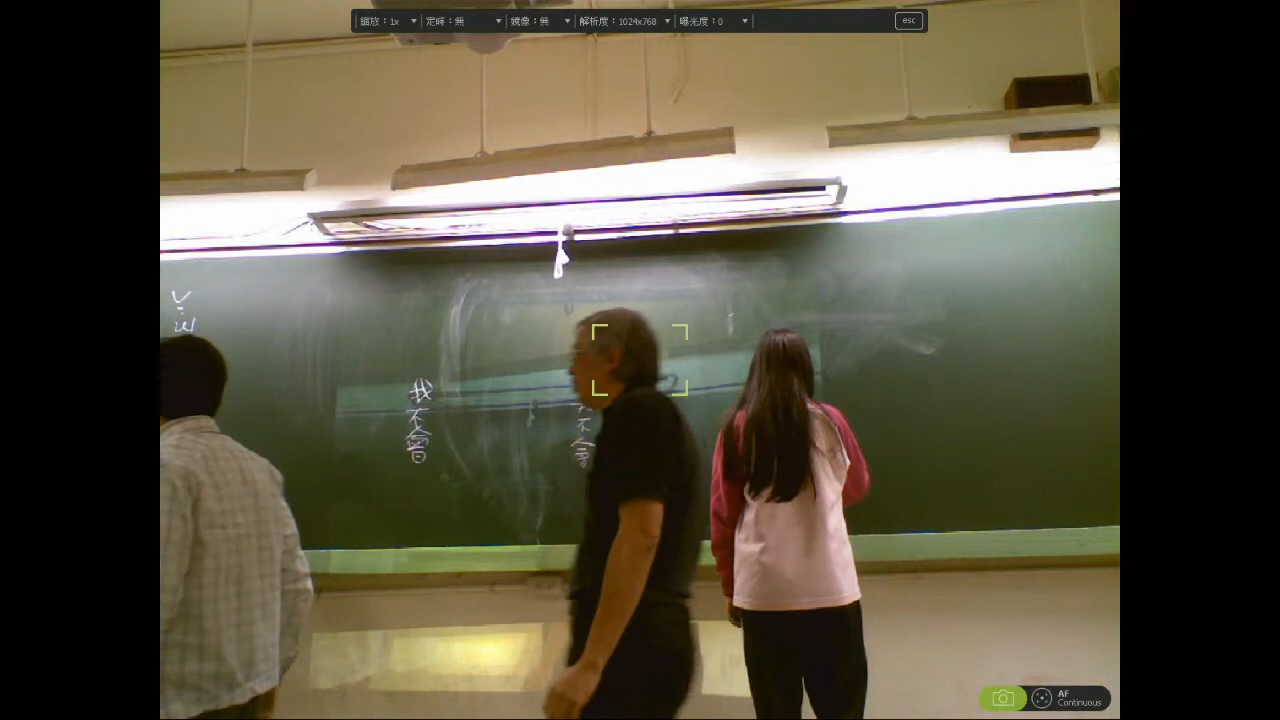 縮放：1x 定時：無 鏡像：無 解析度：1024x768 曝光度：0 esc
我不會
不會
AF
Continuous